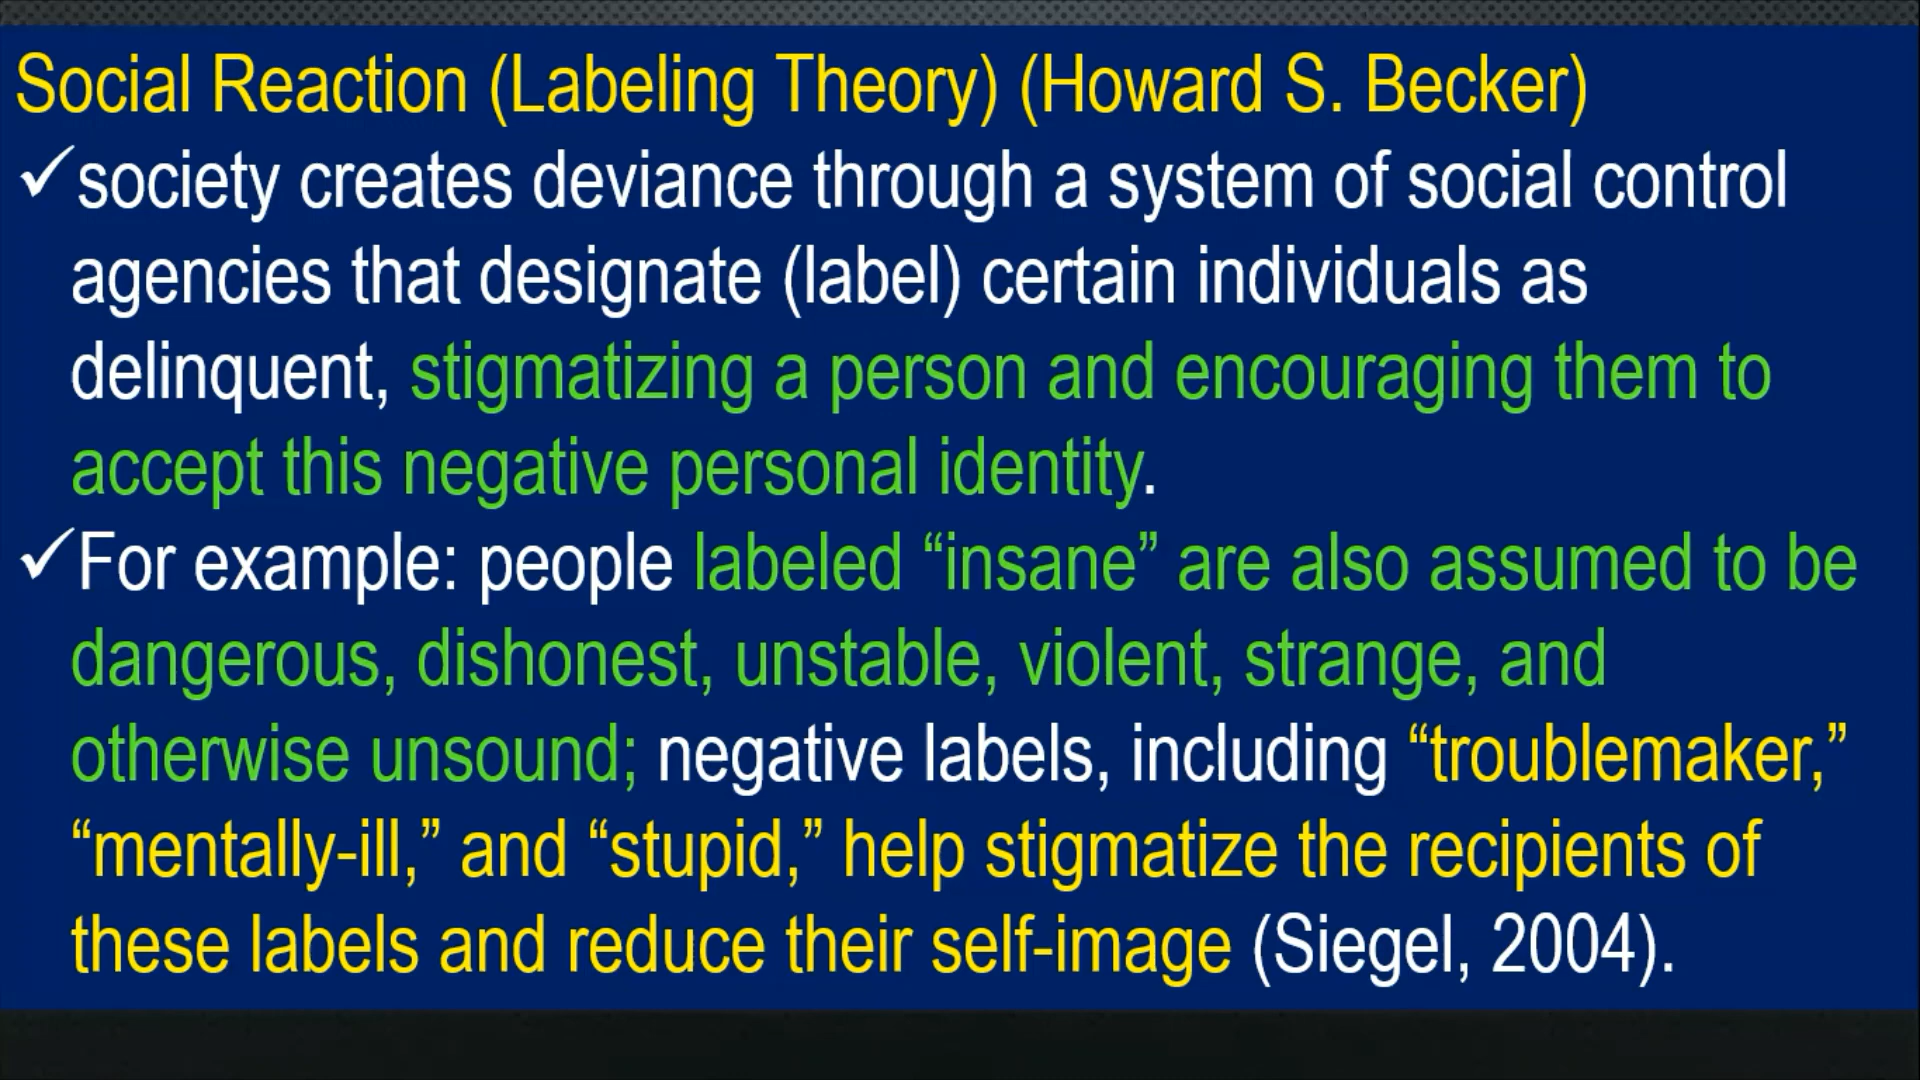 Social Reaction (Labeling Theory) (Howard S. Becker)
✓society creates deviance through a system of social control
agencies that designate (label) certain individuals as
delinquent, stigmatizing a person and encouraging them to
accept this negative personal identity.
✓For example: people labeled “insane” are also assumed to be
dangerous, dishonest, unstable, violent, strange, and
otherwise unsound; negative labels, including “troublemaker,”
“mentally-ill,” and “stupid,” help stigmatize the recipients of
these labels and reduce their self-image (Siegel, 2004).